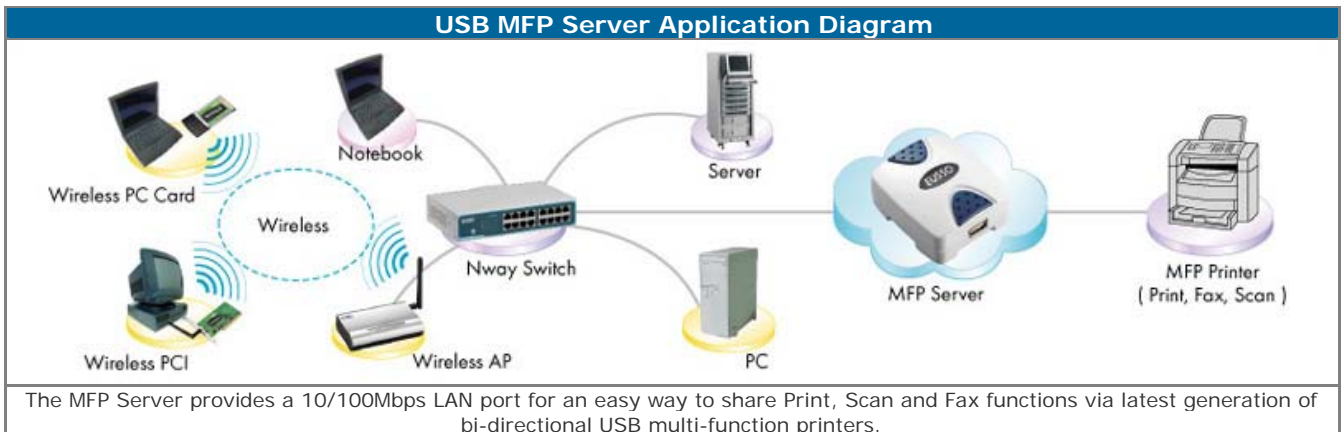 USB MFP Server Application Diagram
Wireless PC Card
Notebook
Server
Wireless
Nway Switch
EUSSO
MFP Server
MFP Printer
( Print, Fax, Scan )
Wireless PCI
Wireless AP
PC
The MFP Server provides a 10/100Mbps LAN port for an easy way to share Print, Scan and Fax functions via latest generation of
bi-directional USB multi-function printers.